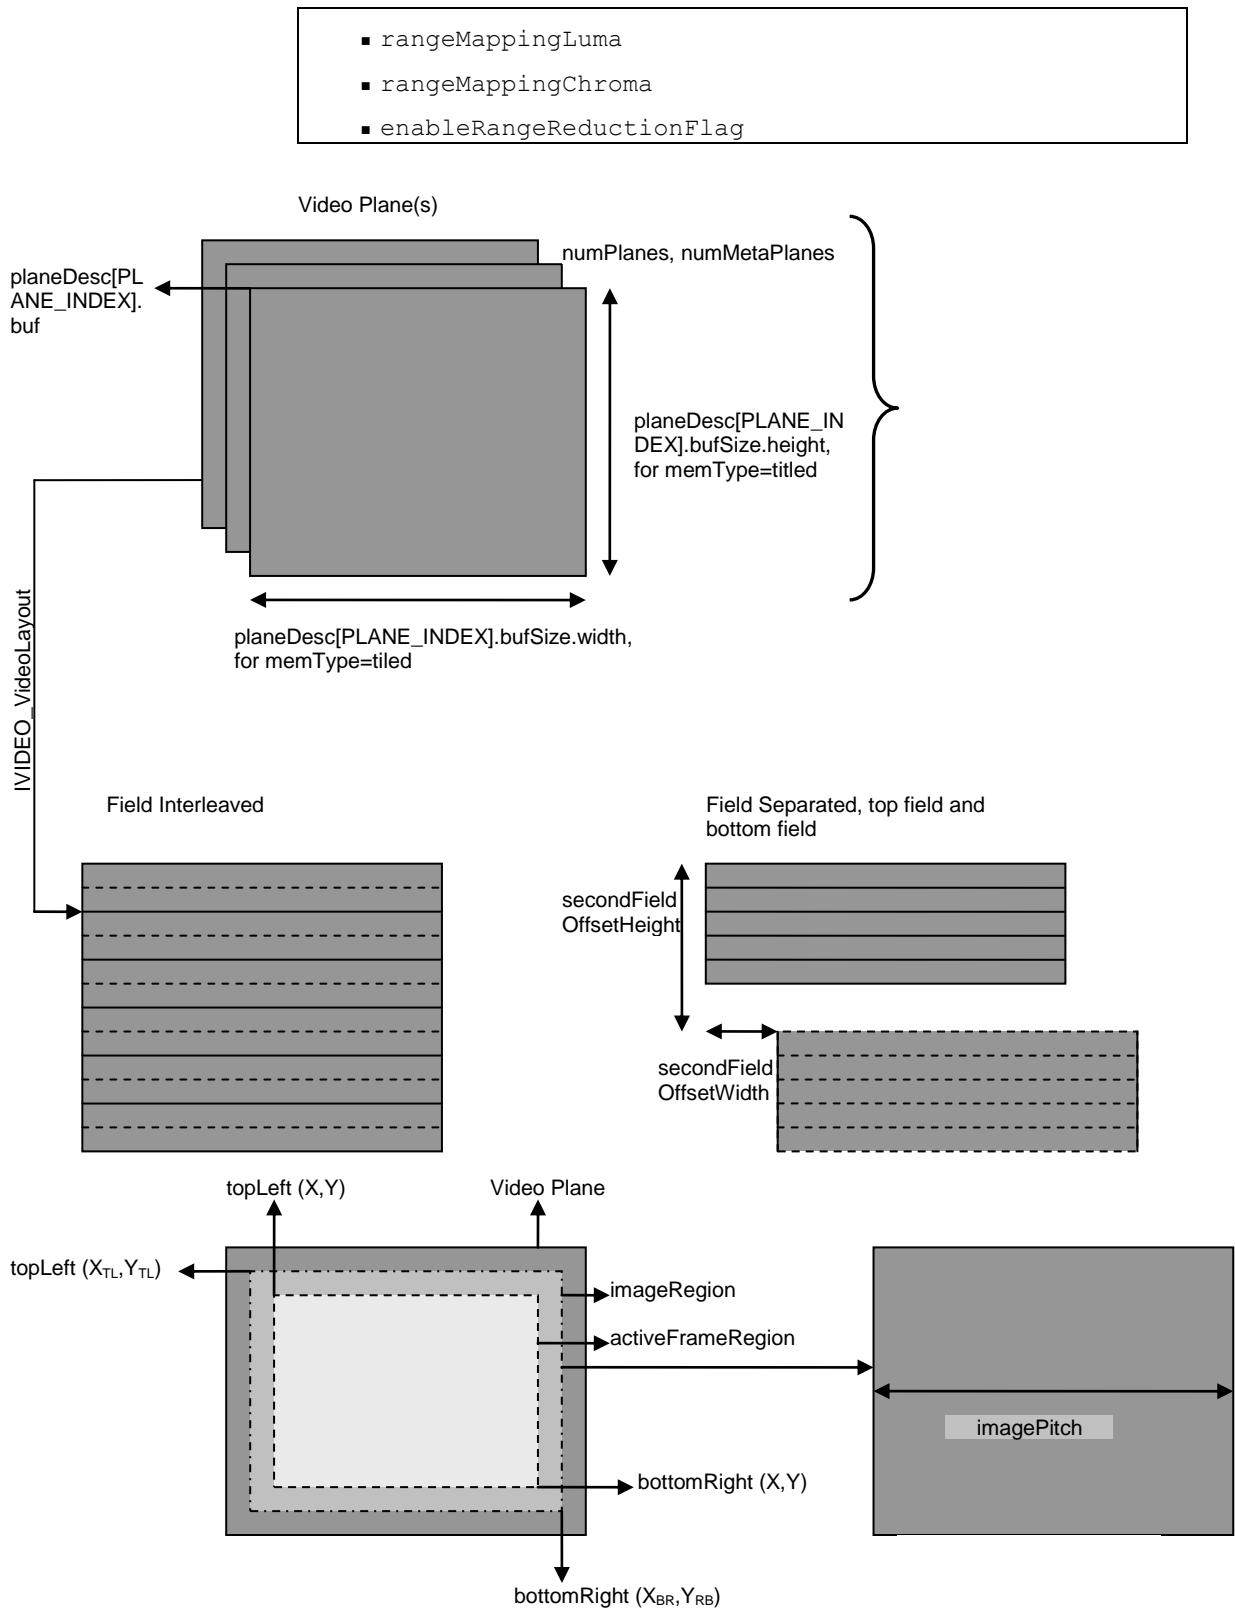 ▪ rangeMappingLuma
▪ rangeMappingChroma
▪ enableRangeReductionFlag
Video Plane(s)
numPlanes, numMetaPlanes
planeDesc[PL
ANE_INDEX].
buf
planeDesc[PLANE_IN
DEX].bufSize.height,
for memType=titled
planeDesc[PLANE_INDEX].bufSize.width,
for memType=tiled
IVIDEO_VideoLayout
Field Interleaved
Field Separated, top field and
bottom field
secondField
OffsetHeight
secondField
OffsetWidth
topLeft (X,Y)
Video Plane
topLeft (XTL,YTL)
imageRegion
activeFrameRegion
imagePitch
bottomRight (X,Y)
bottomRight (XBR,YRB)